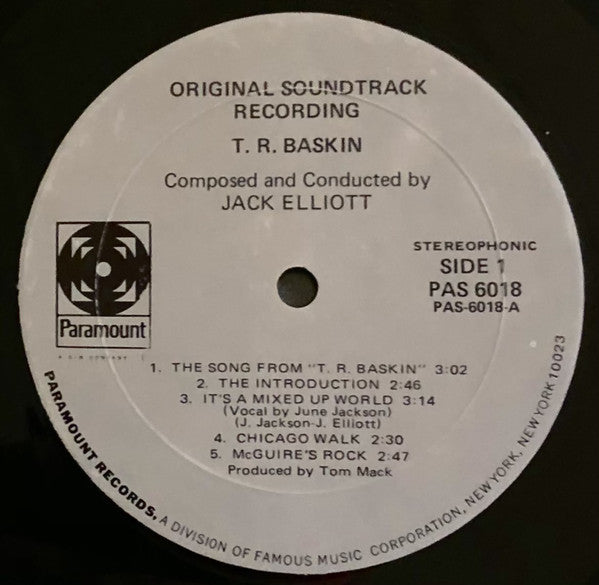 ORIGINAL SOUNDTRACK
RECORDING
T. R. BASKIN
Composed and Conducted by
JACK ELLIOTT
STEREOPHONIC
SIDE 1
PAS 6018
PAS-6018-A
Paramount
1. THE SONG FROM "T. R. BASKIN" 3:02
2. THE INTRODUCTION 2:46
3. IT'S A MIXED UP WORLD 3:14
(Vocal by June Jackson)
(J. Jackson-J. Elliott)
4. CHICAGO WALK 2:30
5. McGUIRE'S ROCK 2:47
Produced by Tom Mack
PARAMOUNT RECORDS, A DIVISION OF FAMOUS MUSIC CORPORATION, NEW YORK, NEW YORK 10023